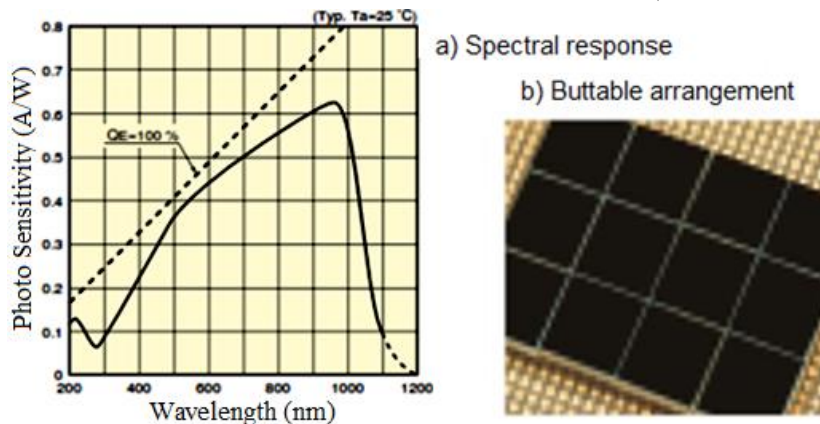 (Typ. Ta=25 °C)
a) Spectral response
b) Buttable arrangement
Photo Sensitivity (A/W)
0.8
0.7
0.6
0.5
0.4
0.3
0.2
0.1
0
QE=100 %
200 400 600 800 1000 1200
Wavelength (nm)